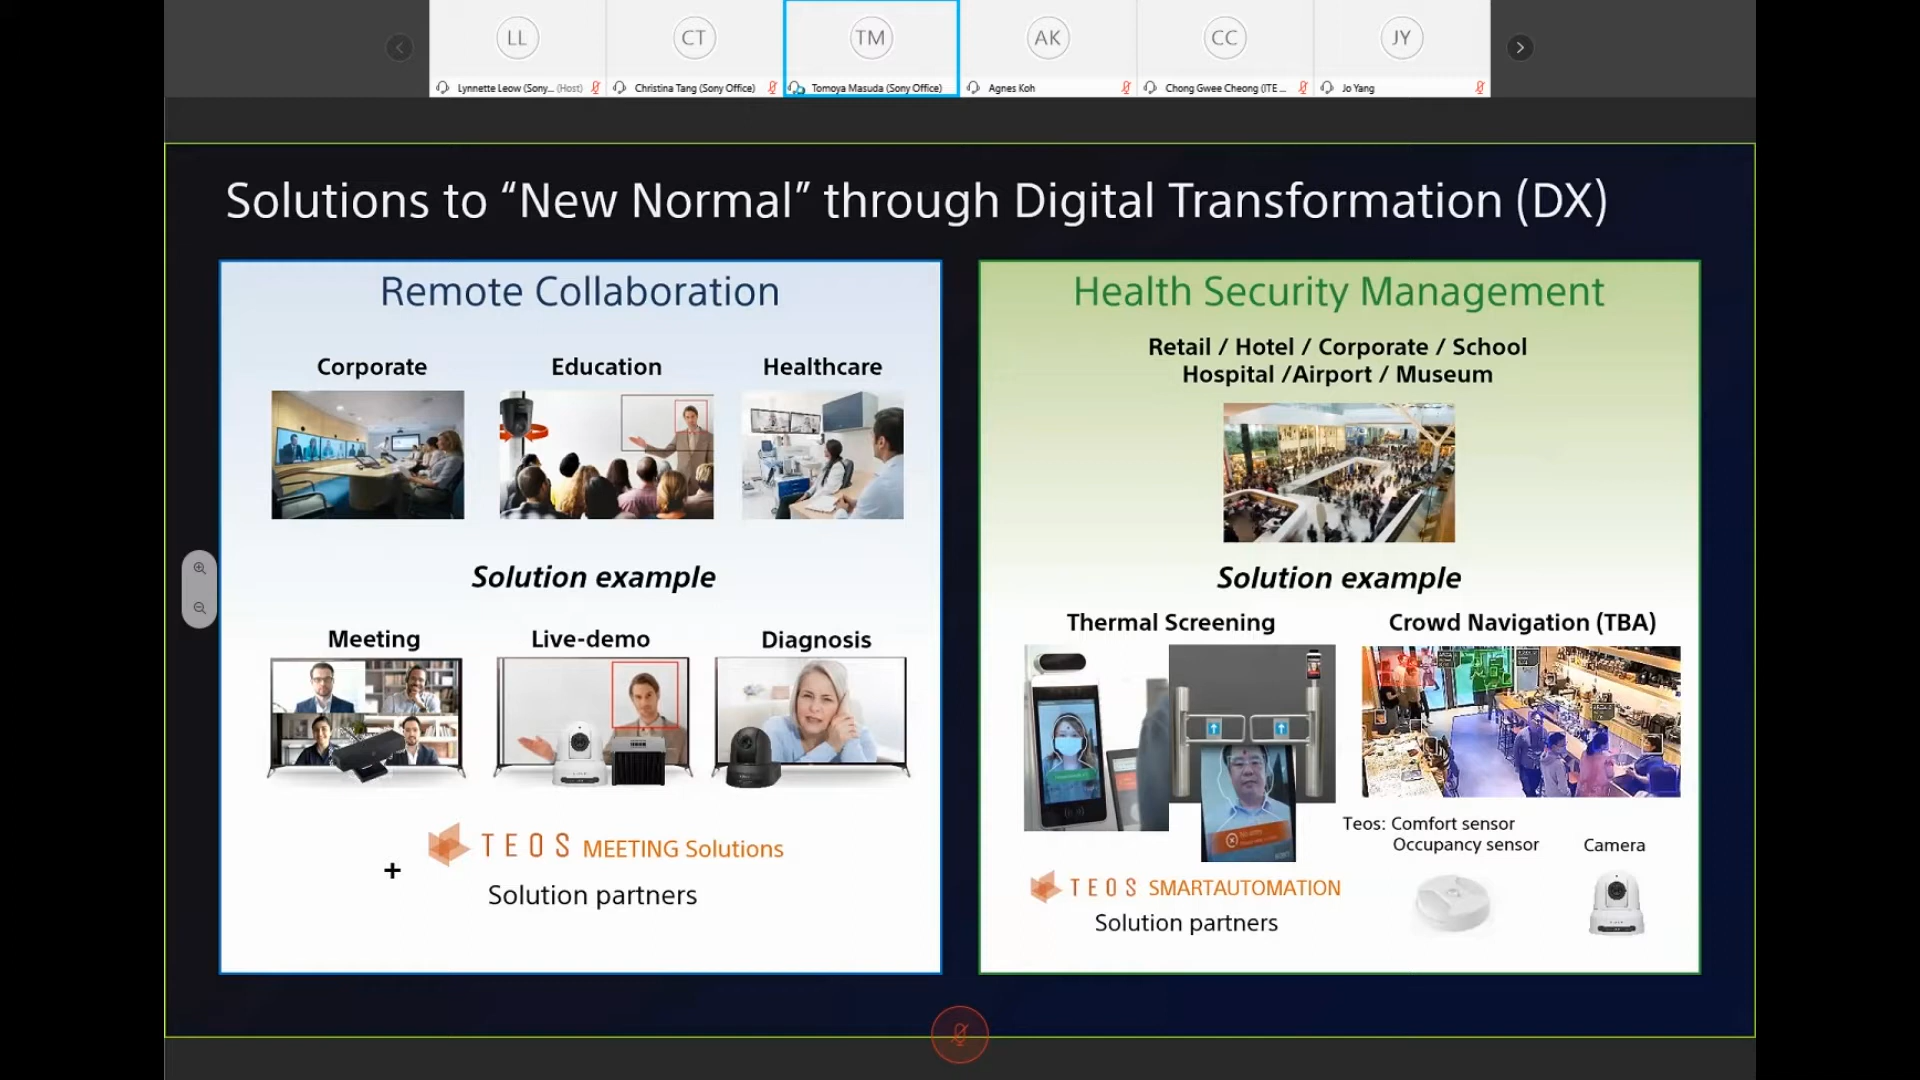 LL
CT
TM
AK
CC
JY
Lynnette Leow (Sony... (Host)
Christina Tang (Sony Office)
Tomoya Masuda (Sony Office)
Agnes Koh
Chong Gwee Cheong (ITE ...
Jo Yang
Solutions to “New Normal” through Digital Transformation (DX)
Remote Collaboration
Corporate
Education
Healthcare
Solution example
Meeting
Live-demo
Diagnosis
TEOS MEETING Solutions
+
Solution partners
Health Security Management
Retail / Hotel / Corporate / School
Hospital /Airport / Museum
Solution example
Thermal Screening
Crowd Navigation (TBA)
Teos: Comfort sensor
Occupancy sensor
Camera
TEOS SMARTAUTOMATION
Solution partners